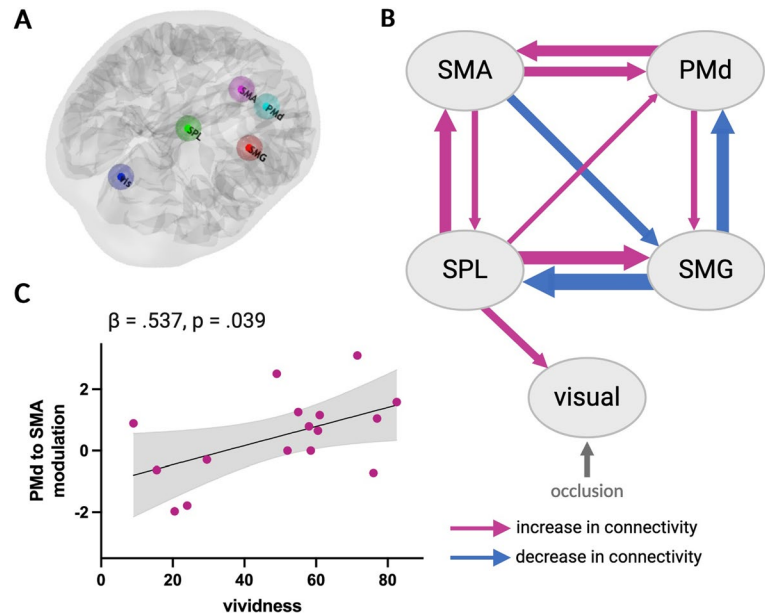 A
SMA
PMd
SPL
SMG
vis
B
SMA
PMd
SPL
SMG
visual
occlusion
increase in connectivity
decrease in connectivity
C
β = .537, p = .039
PMd to SMA
modulation
2
0
-2
0 20 40 60 80
vividness